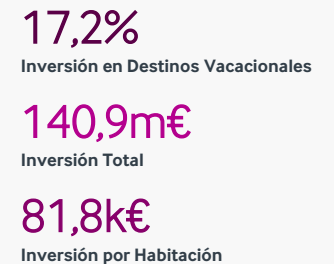 17,2%
Inversión en Destinos Vacacionales
140,9m€
Inversión Total
81,8k€
Inversión por Habitación